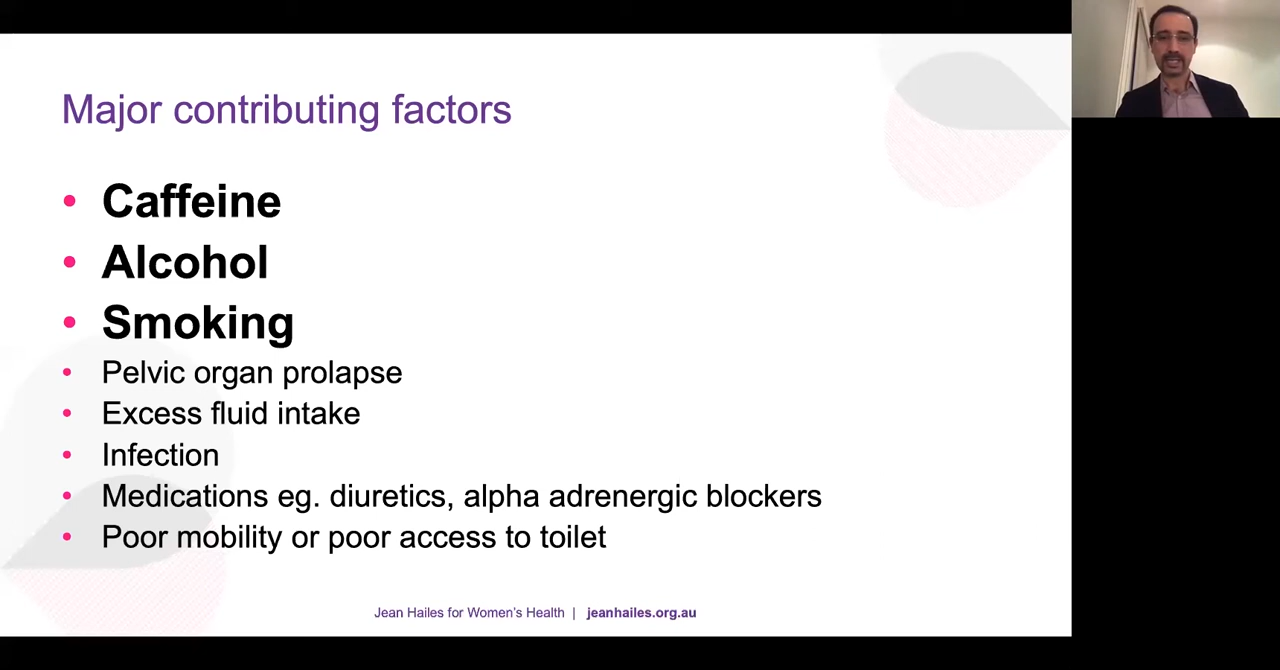 Major contributing factors
• Caffeine
• Alcohol
• Smoking
• Pelvic organ prolapse
• Excess fluid intake
• Infection
• Medications eg. diuretics, alpha adrenergic blockers
• Poor mobility or poor access to toilet
Jean Hailes for Women's Health | jeanhailes.org.au